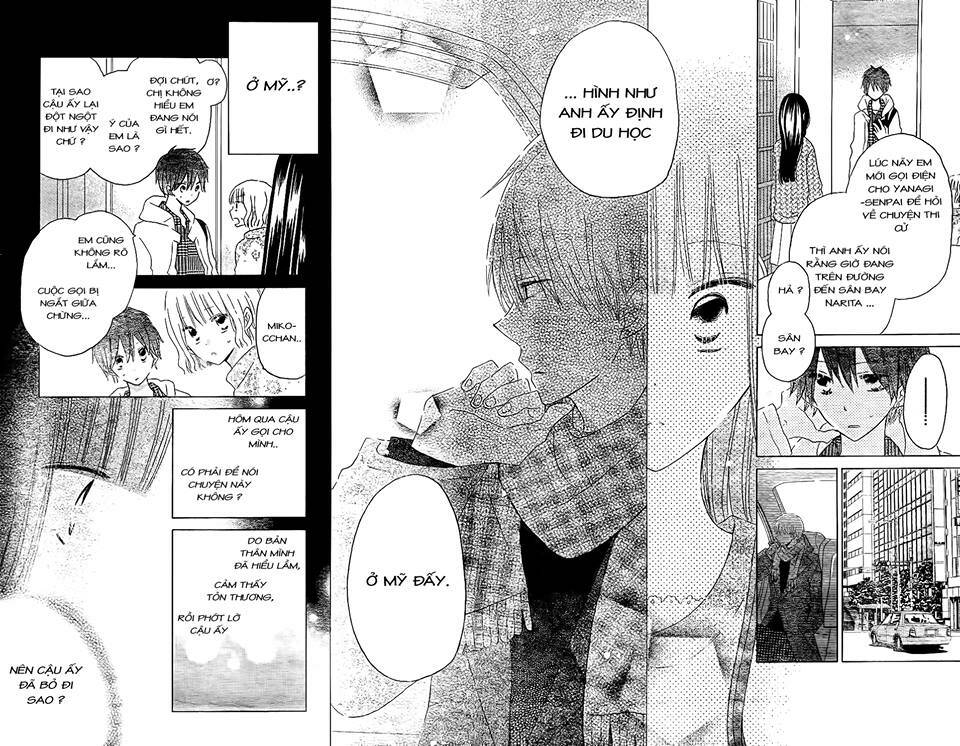 LÚC NÃY EM
MỚI GỌI ĐIỆN
CHO YANAGI
-SENPAI ĐỂ HỎI
VỀ CHUYỆN THI
CỬ
THÌ ANH ẤY NÓI
RẰNG GIỜ ĐANG
TRÊN ĐƯỜNG
ĐẾN SÂN BAY
NARITA ...
HẢ ?
SÂN
BAY ?
... HÌNH NHƯ
ANH ẤY ĐỊNH
ĐI DU HỌC
Ở MỸ ĐẤY.
Ở MỸ..?
Ơ?
ĐỢI CHÚT,
CHỊ KHÔNG
HIỂU EM
ĐANG NÓI
GÌ HẾT.
Ý CỦA
EM LÀ
SAO ?
TẠI SAO
CẬU ẤY LẠI
ĐỘT NGỘT
ĐI NHƯ VẬY
CHỨ ?
EM CŨNG
KHÔNG RÕ
LẮM...
CUỘC GỌI BỊ
NGẮT GIỮA
CHỪNG...
MIKO-
CCHAN...
HÔM QUA CẬU
ẤY GỌI CHO
MÌNH..
CÓ PHẢI ĐỂ NÓI
CHUYỆN NÀY
KHÔNG ?
DO BẢN
THÂN MÌNH
ĐÃ HIỂU LẦM,
CẢM THẤY
TỔN THƯƠNG,
RỒI PHỚT LỜ
CẬU ẤY
NÊN CẬU ẤY
ĐÃ BỎ ĐI
SAO ?